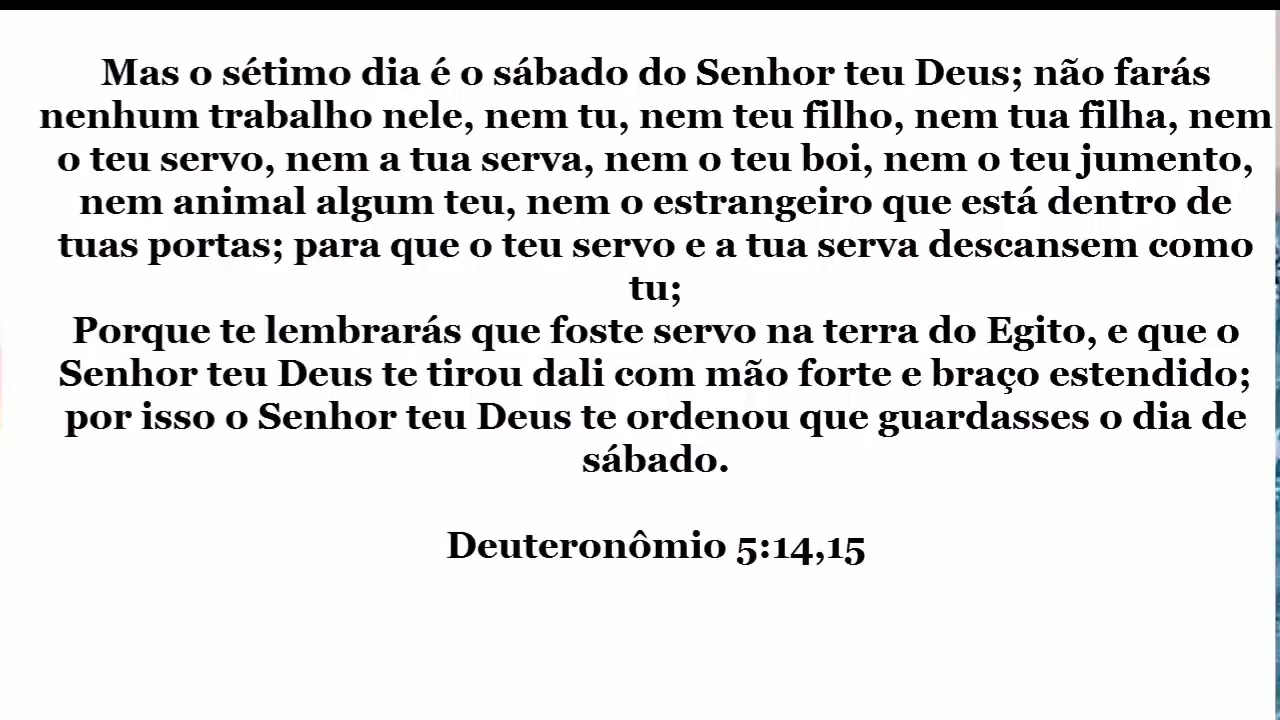 Mas o sétimo dia é o sábado do Senhor teu Deus; não farás
nenhum trabalho nele, nem tu, nem teu filho, nem tua filha, nem
o teu servo, nem a tua serva, nem o teu boi, nem o teu jumento,
nem animal algum teu, nem o estrangeiro que está dentro de
tuas portas; para que o teu servo e a tua serva descansem como
tu;
Porque te lembrarás que foste servo na terra do Egito, e que o
Senhor teu Deus te tirou dali com mão forte e braço estendido;
por isso o Senhor teu Deus te ordenou que guardasses o dia de
sábado.
Deuteronômio 5:14,15